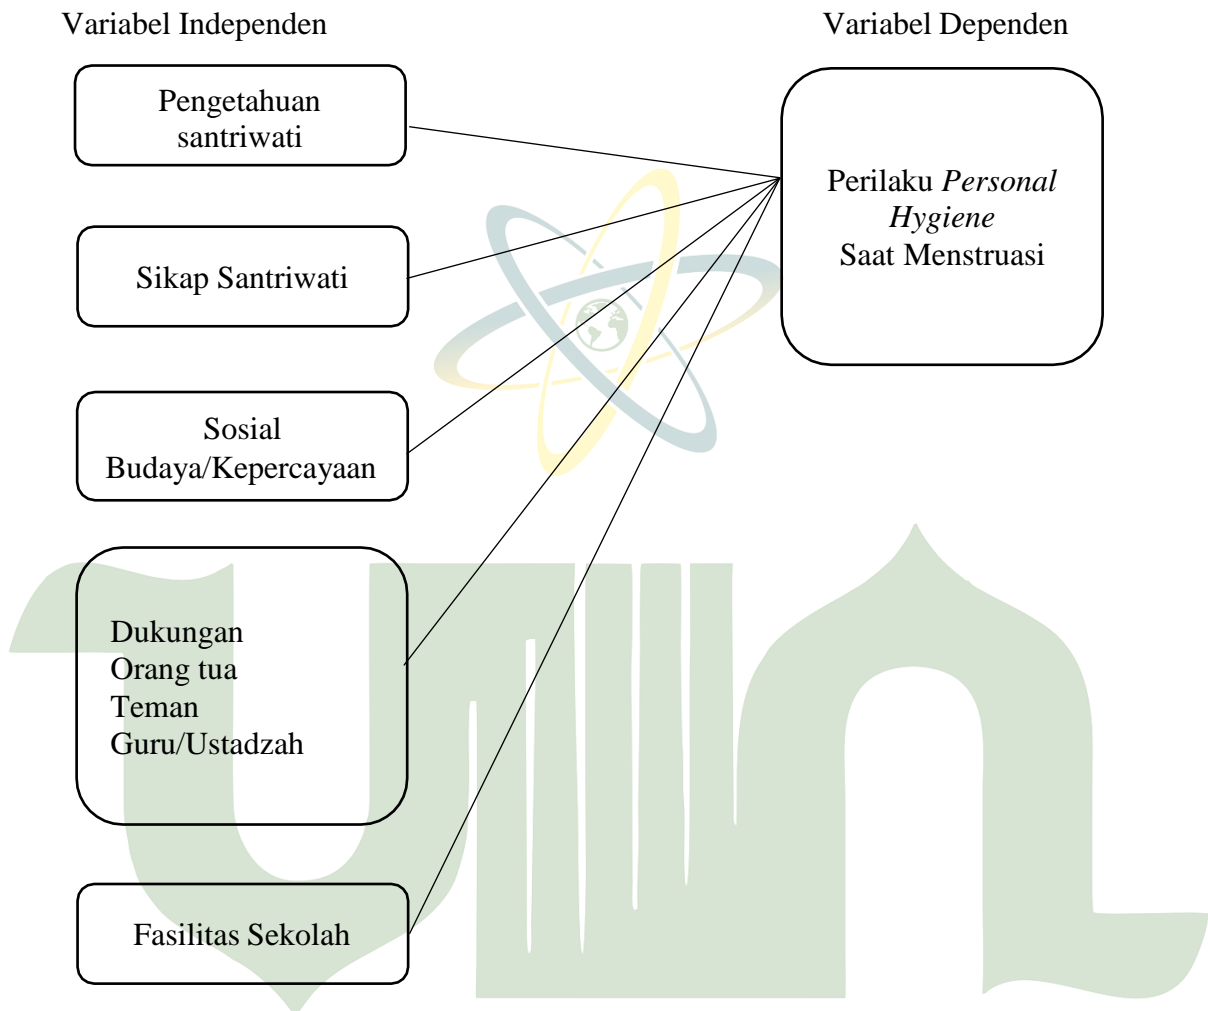 Variabel Independen
Variabel Dependen
Pengetahuan
santriwati
Sikap Santriwati
Sosial
Budaya/Kepercayaan
Dukungan
Orang tua
Teman
Guru/Ustadzah
Fasilitas Sekolah
Perilaku Personal
Hygiene
Saat Menstruasi